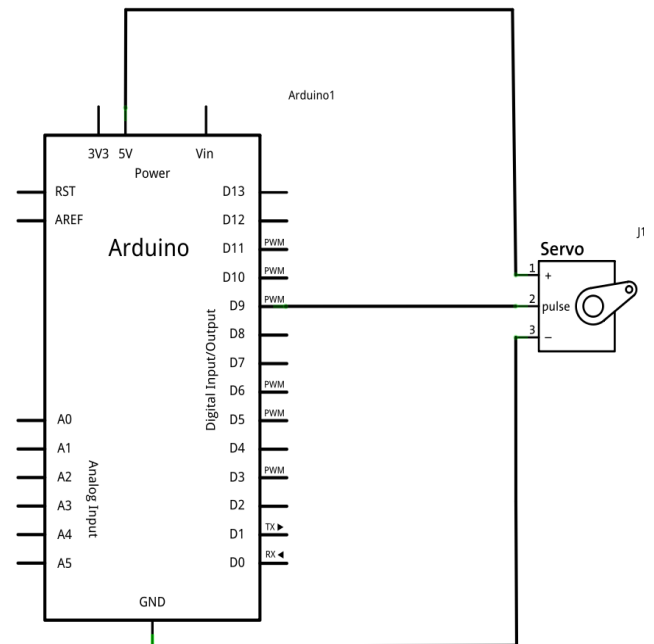 Arduino1
3V3 5V Vin
Power
RST
AREF
Arduino
D13
D12
D11 PWM
D10 PWM
D9 PWM
D8
D7
D6 PWM
D5 PWM
D4
D3 PWM
D2
D1 TX ▶
D0 RX ◀
Digital Input/Output
A0
A1
A2
A3
A4
A5
Analog Input
GND
J1
Servo
1 +
2 pulse
3 −